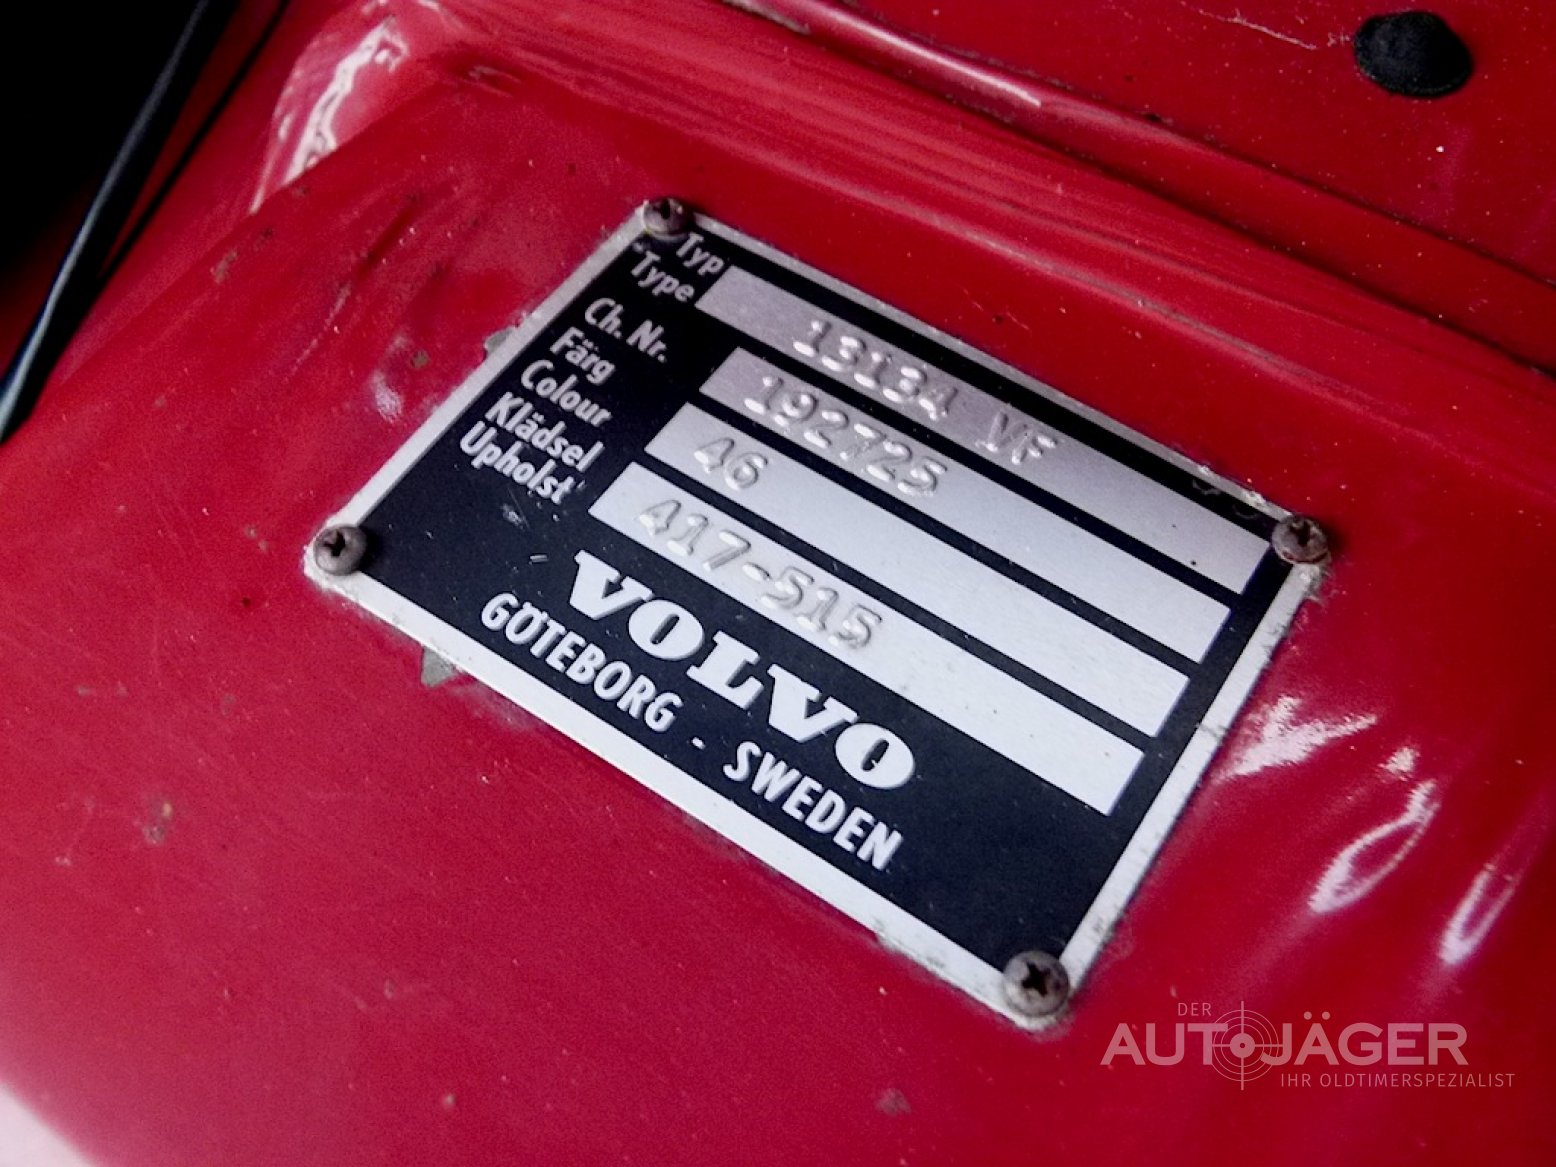 Typ
Type
13134 VF
Ch. Nr.
192725
Färg
Colour
46
Klädsel
Upholst
417-515
VOLVO
GÖTEBORG - SWEDEN
DER
AUTOJÄGER
IHR OLDTIMERSPEZIALIST